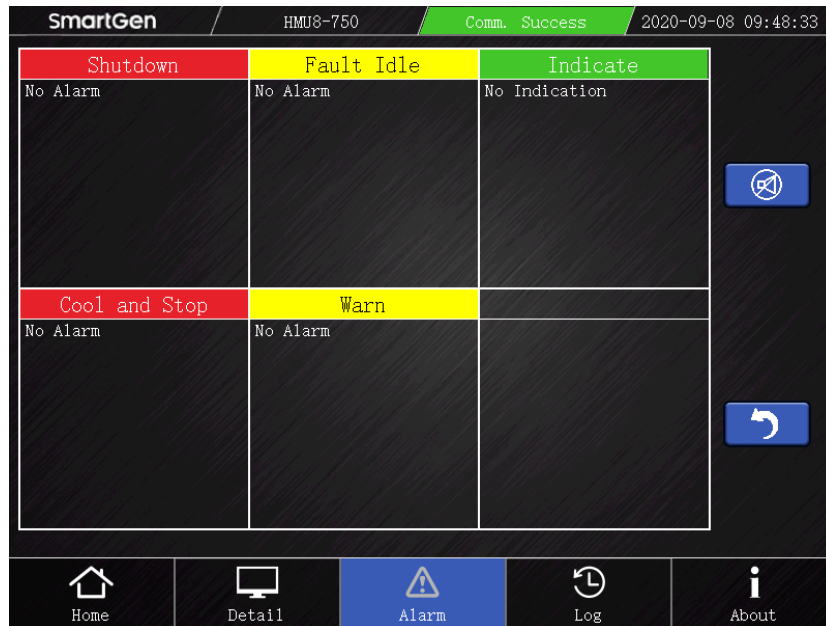 SmartGen
HMU8-750
Comm. Success
2020-09-08 09:48:33
Shutdown
Fault Idle
Indicate
No Alarm
No Alarm
No Indication
Cool and Stop
Warn
No Alarm
No Alarm
Home
Detail
Alarm
Log
About